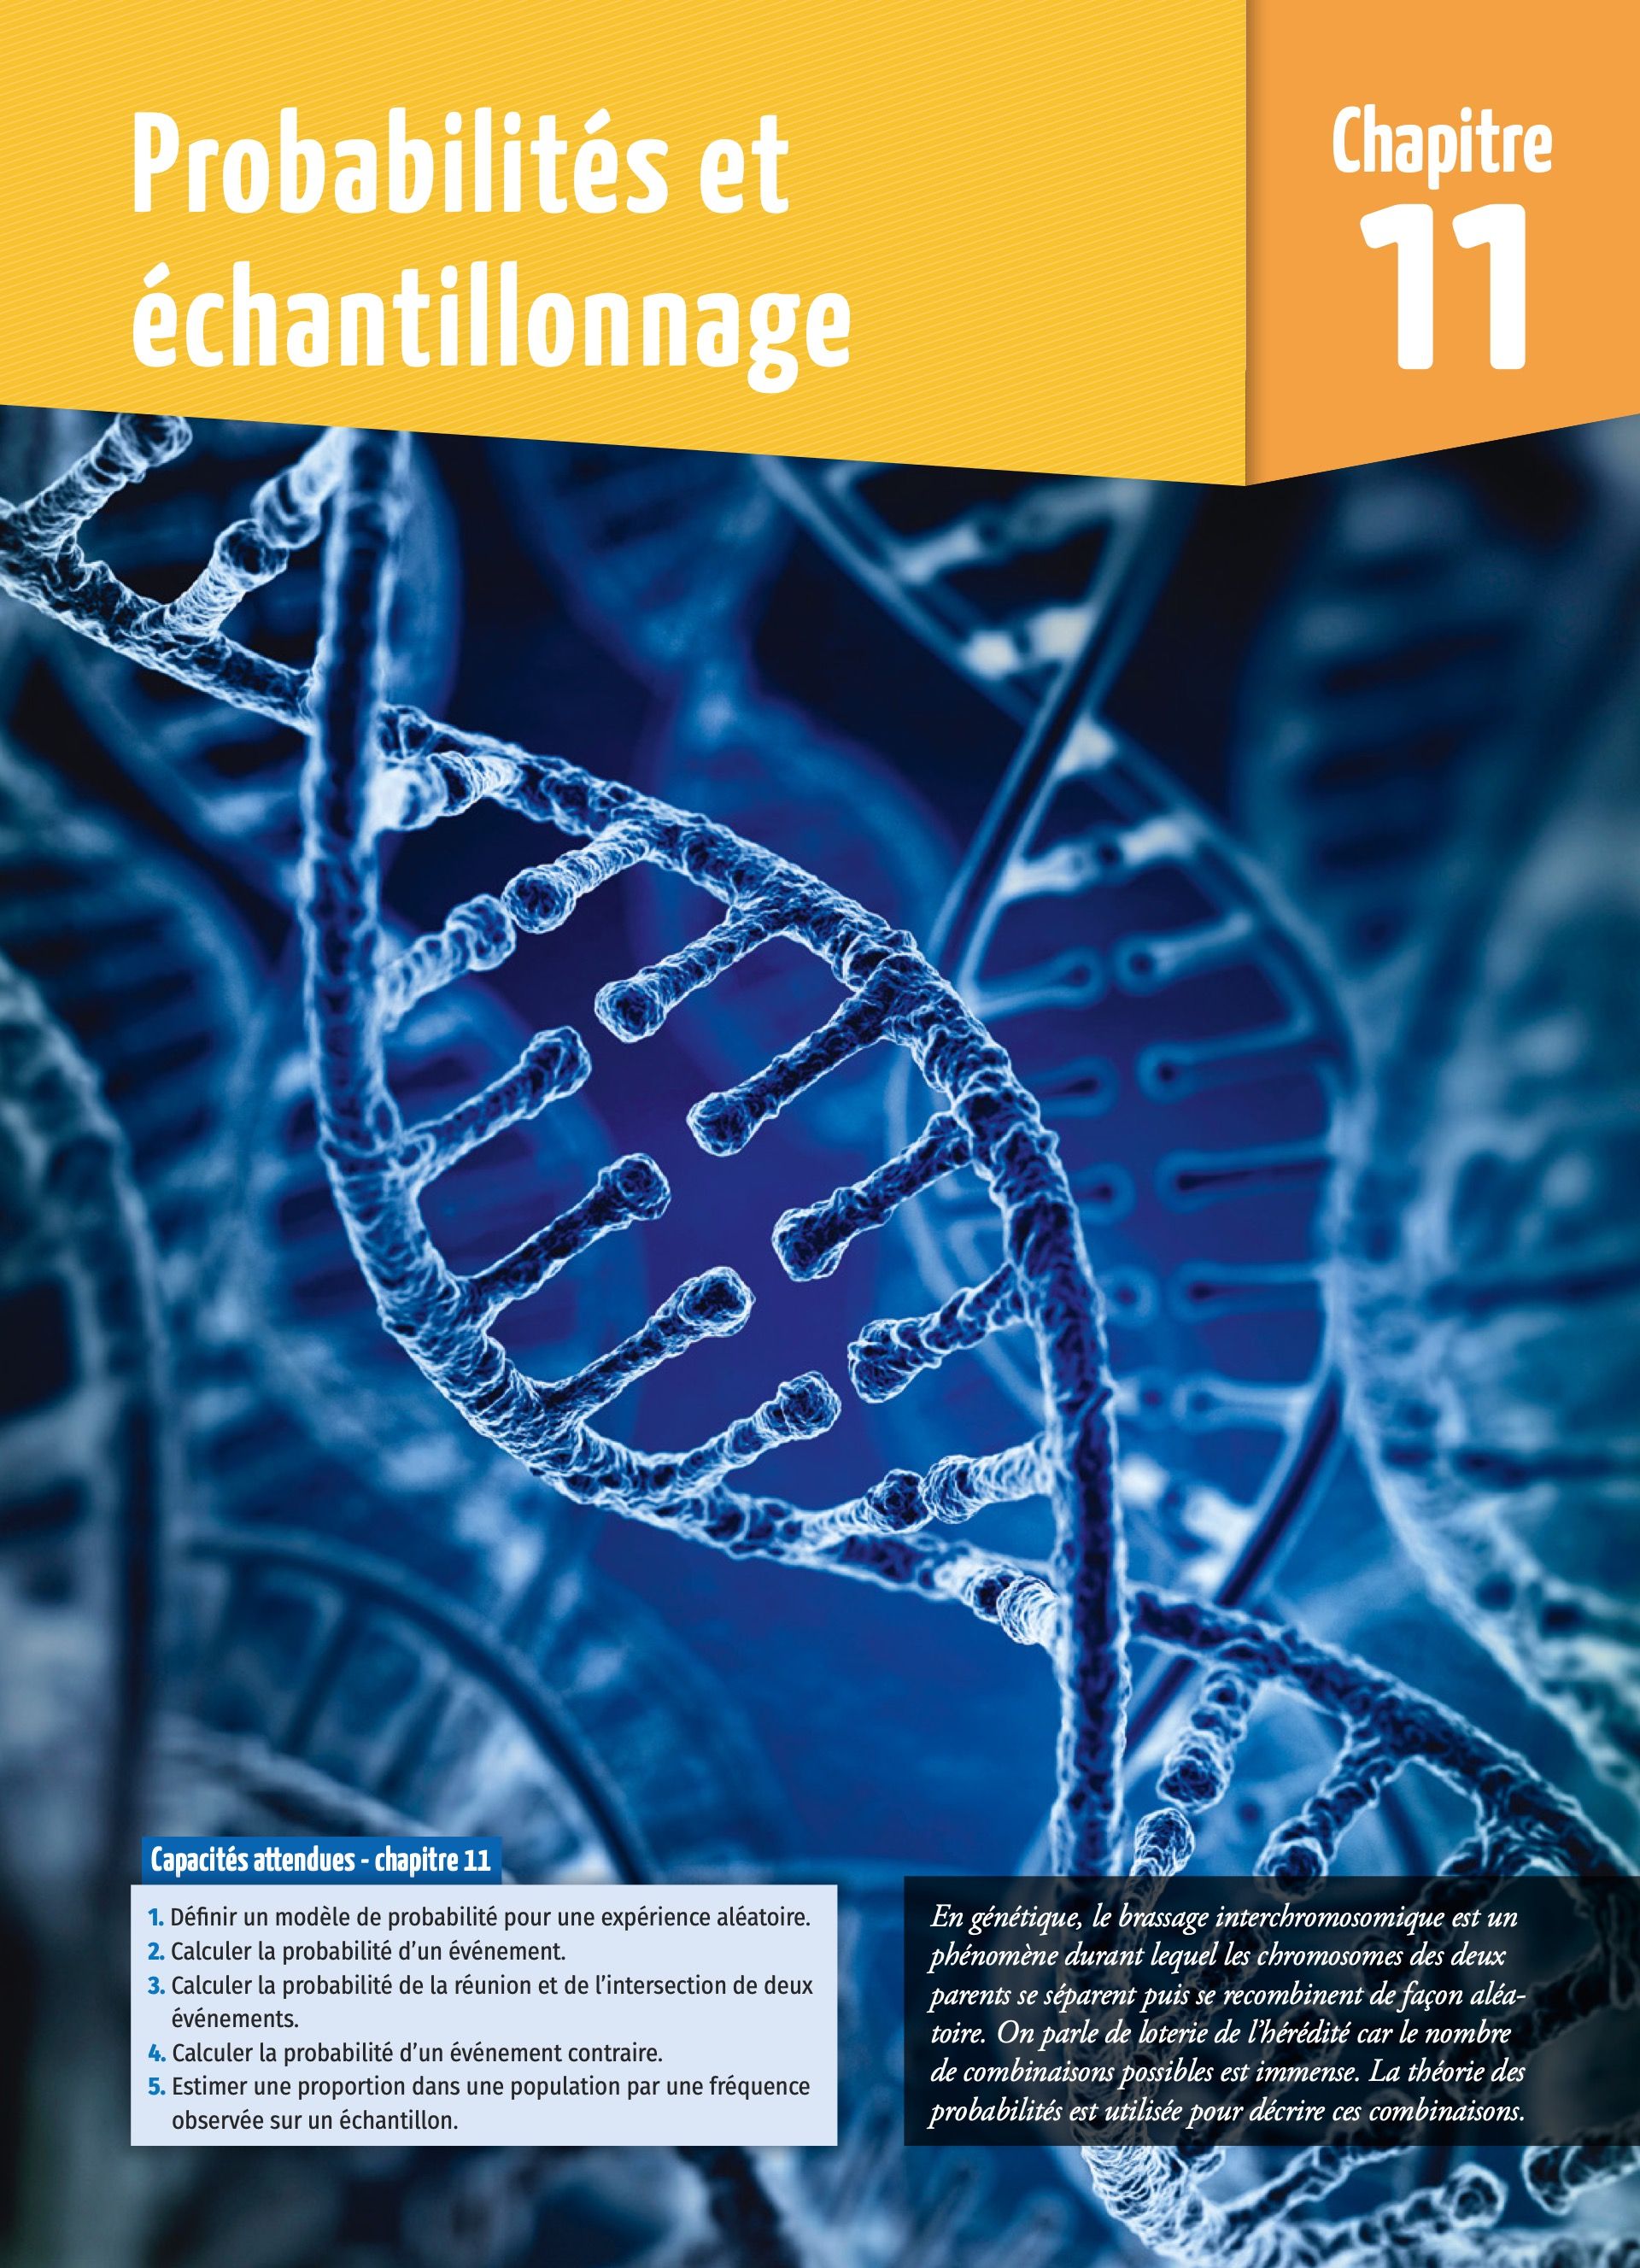 Probabilités et
échantillonnage
Chapitre
11
Capacités attendues - chapitre 11
1. Définir un modèle de probabilité pour une expérience aléatoire.
2. Calculer la probabilité d’un événement.
3. Calculer la probabilité de la réunion et de l’intersection de deux
événements.
4. Calculer la probabilité d’un événement contraire.
5. Estimer une proportion dans une population par une fréquence
observée sur un échantillon.
En génétique, le brassage interchromosomique est un
phénomène durant lequel les chromosomes des deux
parents se séparent puis se recombinent de façon aléa-
toire. On parle de loterie de l’hérédité car le nombre
de combinaisons possibles est immense. La théorie des
probabilités est utilisée pour décrire ces combinaisons.